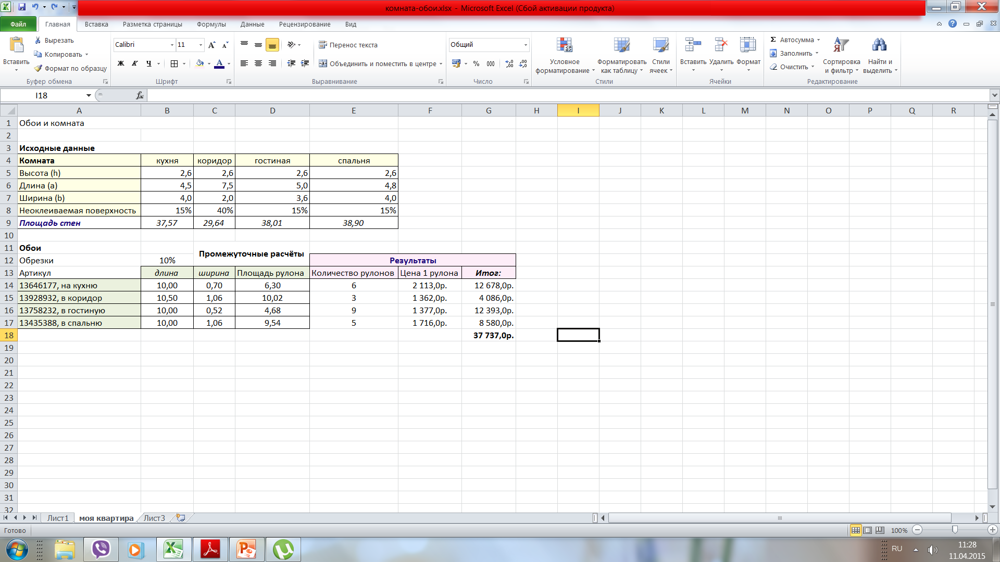 комната-обои.xlsx - Microsoft Excel (Сбой активации продукта)
Файл Главная Вставка Разметка страницы Формулы Данные Рецензирование Вид
Вставить
Вырезать
Копировать
Формат по образцу
Буфер обмена
Calibri 11
Ж К Ч А
Шрифт
Перенос текста
Объединить и поместить в центре
Выравнивание
Общий
% 000
Число
Условное форматирование
Форматировать как таблицу
Стили ячеек
Стили
Вставить Удалить Формат
Ячейки
Σ Автосумма
Заполнить
Очистить
Сортировка и фильтр
Найти и выделить
Редактирование
I18 fx
A B C D E F G H I J K L M N O P Q R
1 Обои и комната
2
3 Исходные данные
4 Комната кухня коридор гостиная спальня
5 Высота (h) 2,6 2,6 2,6 2,6
6 Длина (a) 4,5 7,5 5,0 4,8
7 Ширина (b) 4,0 2,0 3,6 4,0
8 Неоклеиваемая поверхность 15% 40% 15% 15%
9 Площадь стен 37,57 29,64 38,01 38,90
10
11 Обои
Промежуточные расчёты
12 Обрезки 10% Результаты
13 Артикул длина ширина Площадь рулона Количество рулонов Цена 1 рулона Итог:
14 13646177, на кухню 10,00 0,70 6,30 6 2 113,0р. 12 678,0р.
15 13928932, в коридор 10,50 1,06 10,02 3 1 362,0р. 4 086,0р.
16 13758232, в гостиную 10,00 0,52 4,68 9 1 377,0р. 12 393,0р.
17 13435388, в спальню 10,00 1,06 9,54 5 1 716,0р. 8 580,0р.
18 37 737,0р.
19
20
21
22
23
24
25
26
27
28
29
30
31
32
Лист1 моя квартира Лист3
Готово 100%
RU 11:28
11.04.2015